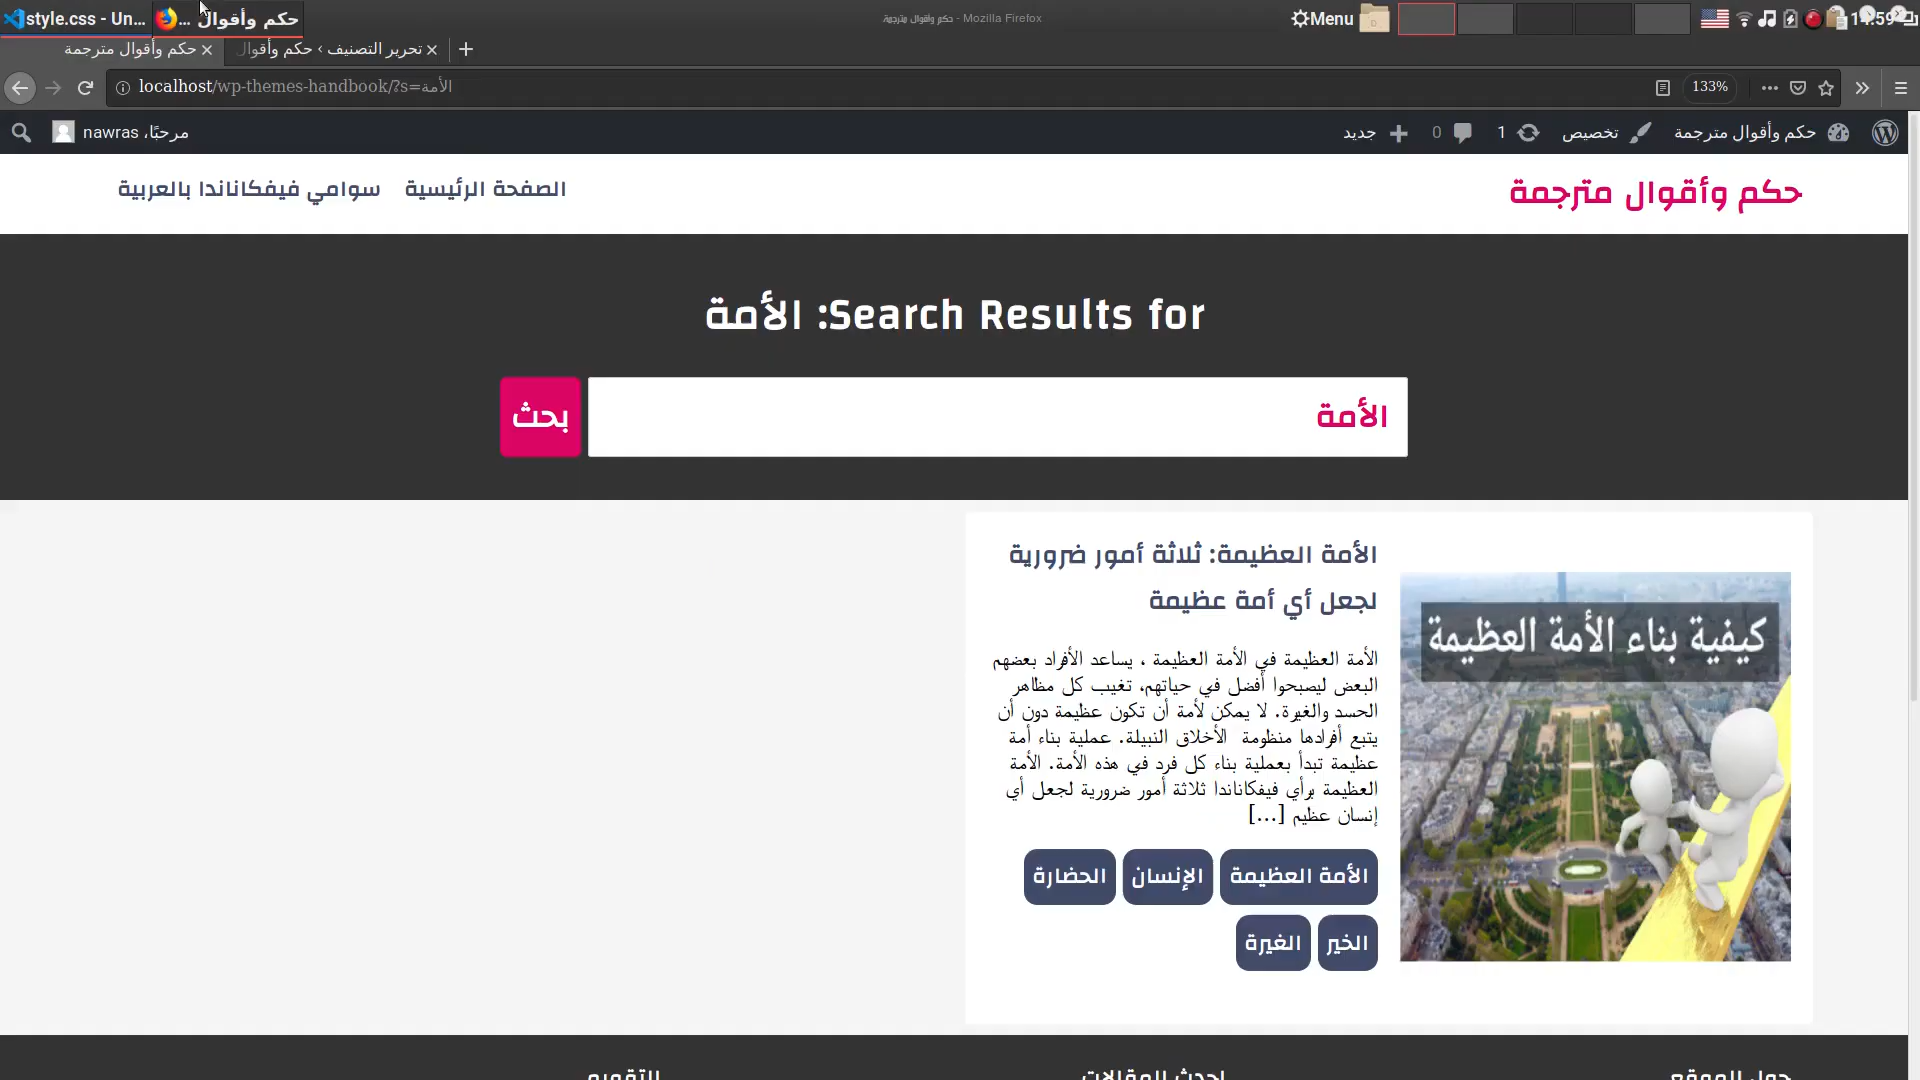 style.css - Un...
... حكم وأقوال
حكم وأقوال مترجمة - Mozilla Firefox
Menu
حكم وأقوال مترجمة
تحرير التصنيف ‹ حكم وأقوال
localhost/wp-themes-handbook/?s=الأمة
133%
حكم وأقوال مترجمة
تخصيص
1
0
جديد
مرحبًا، nawras
حكم وأقوال مترجمة
الصفحة الرئيسية
سوامي فيفكاناندا بالعربية
Search Results for: الأمة
الأمة
بحث
الأمة العظيمة: ثلاثة أمور ضرورية
لجعل أي أمة عظيمة
كيفية بناء الأمة العظيمة
الأمة العظيمة في الأمة العظيمة ، يساعد الأفراد بعضهم
البعض ليصبحوا أفضل في حياتهم، تغيب كل مظاهر
الحسد والغيرة. لا يمكن لأمة أن تكون عظيمة دون أن
يتبع أفرادها منظومة الأخلاق النبيلة. عملية بناء أمة
عظيمة تبدأ بعملية بناء كل فرد في هذه الأمة. الأمة
العظيمة برأي فيفكاناندا ثلاثة أمور ضرورية لجعل أي
إنسان عظيم [...]
الأمة العظيمة
الإنسان
الحضارة
الخير
الغيرة
حول الموقع
احدث المقالات
التقويم